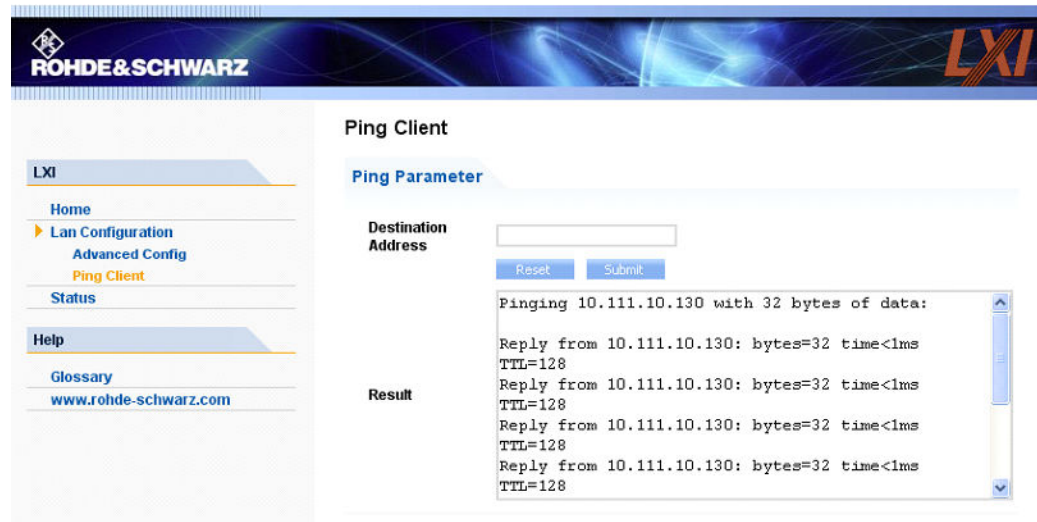 ROHDE&SCHWARZ
LXI
LXI
Home
Lan Configuration
Advanced Config
Ping Client
Status
Help
Glossary
www.rohde-schwarz.com
Ping Client
Ping Parameter
Destination
Address
Reset
Submit
Result
Pinging 10.111.10.130 with 32 bytes of data:
Reply from 10.111.10.130: bytes=32 time<1ms
TTL=128
Reply from 10.111.10.130: bytes=32 time<1ms
TTL=128
Reply from 10.111.10.130: bytes=32 time<1ms
TTL=128
Reply from 10.111.10.130: bytes=32 time<1ms
TTL=128